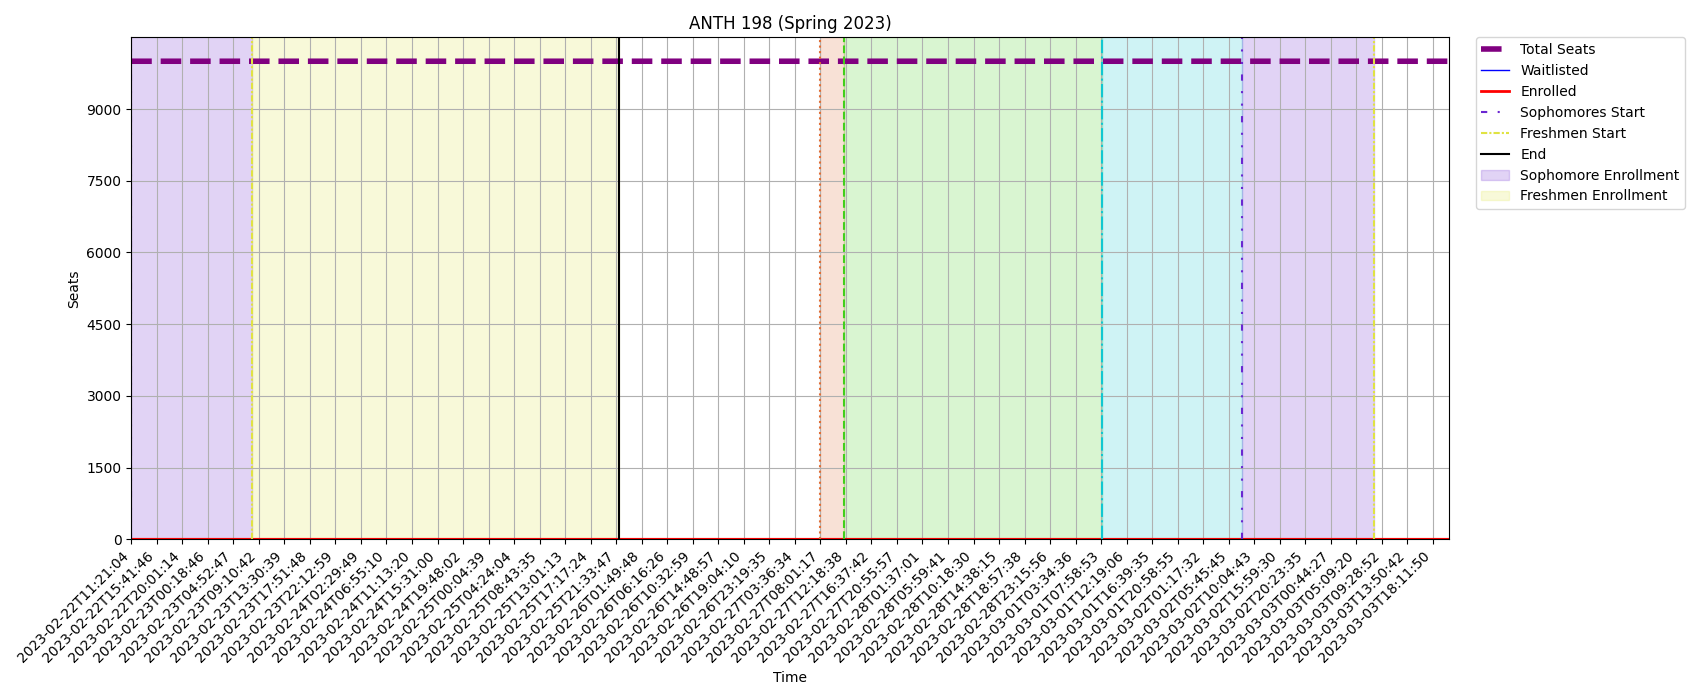 ANTH 198 (Spring 2023)
Total Seats
Waitlisted
Enrolled
Sophomores Start
Freshmen Start
End
Sophomore Enrollment
Freshmen Enrollment
Seats
9000
7500
6000
4500
3000
1500
0
2023-02-22T11:21:04
2023-02-22T15:41:46
2023-02-22T20:01:14
2023-02-23T00:18:46
2023-02-23T04:52:47
2023-02-23T09:10:42
2023-02-23T13:30:39
2023-02-23T17:51:48
2023-02-23T22:12:59
2023-02-24T02:29:49
2023-02-24T06:55:10
2023-02-24T11:13:20
2023-02-24T15:31:00
2023-02-24T19:48:02
2023-02-25T00:04:39
2023-02-25T04:24:04
2023-02-25T08:43:35
2023-02-25T13:01:13
2023-02-25T17:17:24
2023-02-25T21:33:47
2023-02-26T01:49:48
2023-02-26T06:16:26
2023-02-26T10:32:59
2023-02-26T14:48:57
2023-02-26T19:04:10
2023-02-26T23:19:35
2023-02-27T03:36:34
2023-02-27T08:01:17
2023-02-27T12:18:38
2023-02-27T16:37:42
2023-02-27T20:55:57
2023-02-28T01:37:01
2023-02-28T05:59:41
2023-02-28T10:18:30
2023-02-28T14:38:15
2023-02-28T18:57:38
2023-02-28T23:15:56
2023-03-01T03:34:36
2023-03-01T07:58:53
2023-03-01T12:19:06
2023-03-01T16:39:35
2023-03-01T20:58:55
2023-03-02T01:17:32
2023-03-02T05:45:45
2023-03-02T10:04:43
2023-03-02T15:59:30
2023-03-02T20:23:35
2023-03-03T00:44:27
2023-03-03T05:09:20
2023-03-03T09:28:52
2023-03-03T13:50:42
2023-03-03T18:11:50
Time